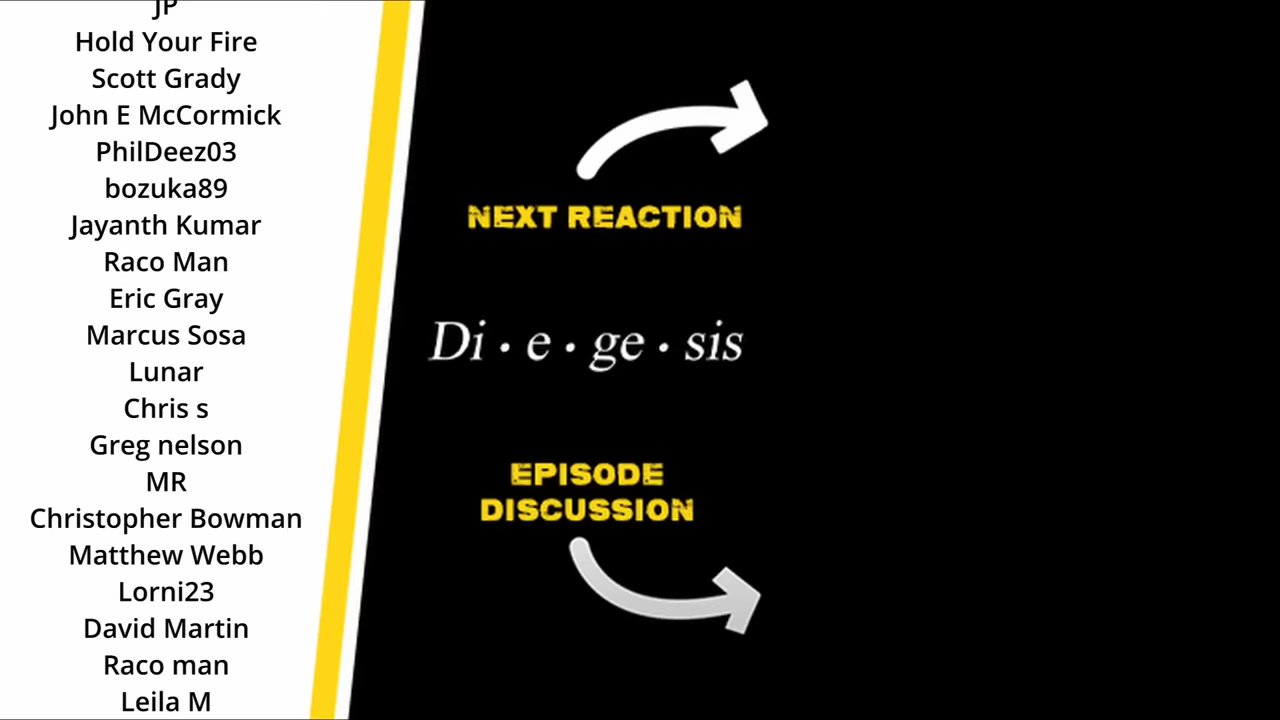 JP
Hold Your Fire
Scott Grady
John E McCormick
PhilDeez03
bozuka89
Jayanth Kumar
Raco Man
Eric Gray
Marcus Sosa
Lunar
Chris s
Greg nelson
MR
Christopher Bowman
Matthew Webb
Lorni23
David Martin
Raco man
Leila M
NEXT REACTION
Di · e · ge · sis
EPISODE
DISCUSSION